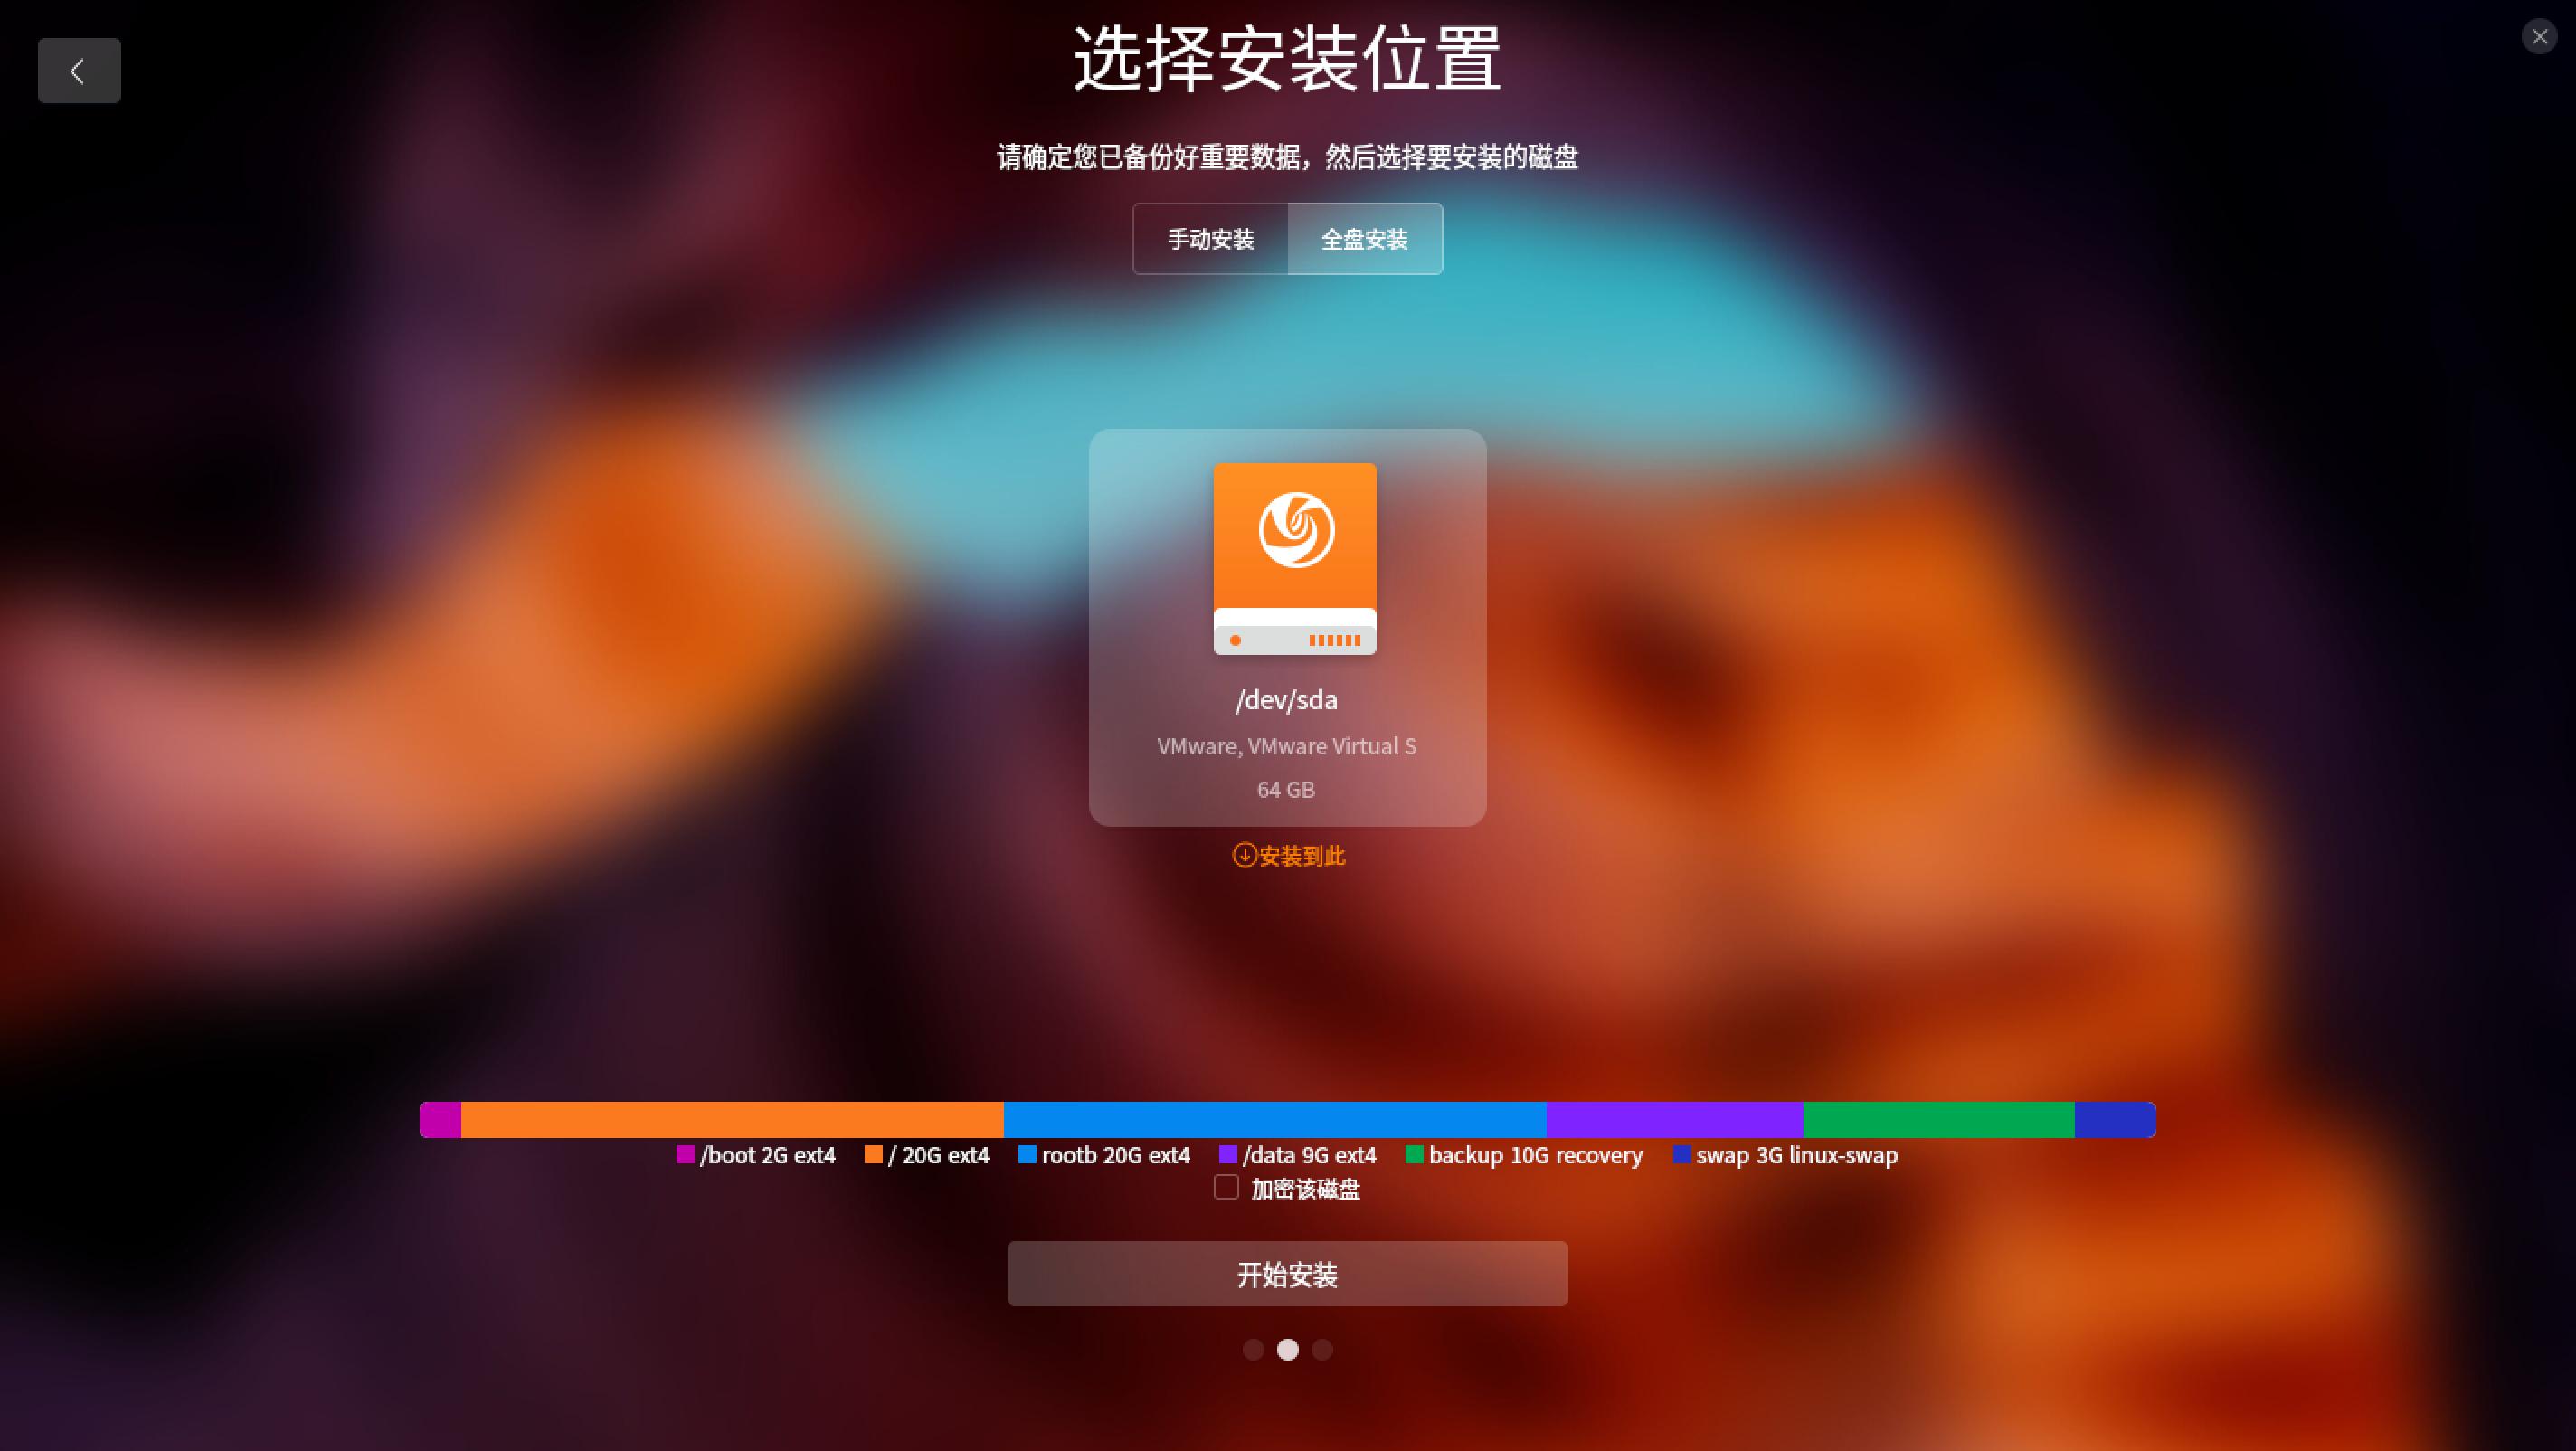 选择安装位置
请确定您已备份好重要数据，然后选择要安装的磁盘
手动安装 全盘安装
/dev/sda
VMware, VMware Virtual S
64 GB
安装到此
/boot 2G ext4 / 20G ext4 rootb 20G ext4 /data 9G ext4 backup 10G recovery swap 3G linux-swap
加密该磁盘
开始安装